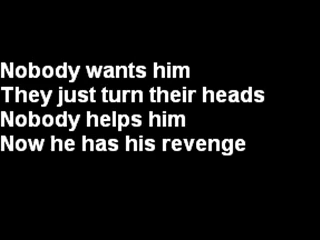 Nobody wants him
They just turn their heads
Nobody helps him
Now he has his revenge